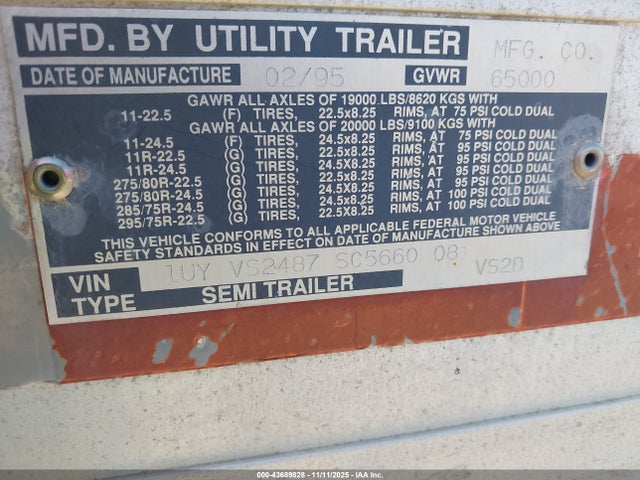 MFD. BY UTILITY TRAILER MFG. CO.
DATE OF MANUFACTURE 02/95 GVWR 65000
GAWR ALL AXLES OF 19000 LBS/8620 KGS WITH
11-22.5 (F) TIRES, 22.5x8.25 RIMS, AT 75 PSI COLD DUAL
GAWR ALL AXLES OF 20000 LBS/9100 KGS WITH
11-24.5 (F) TIRES, 24.5x8.25 RIMS, AT 75 PSI COLD DUAL
11R-22.5 (G) TIRES, 22.5x8.25 RIMS, AT 95 PSI COLD DUAL
11R-24.5 (G) TIRES, 24.5X8.25 RIMS, AT 95 PSI COLD DUAL
275/80R-22.5 (G) TIRES, 22.5x8.25 RIMS, AT 95 PSI COLD DUAL
275/80R-24.5 (G) TIRES, 24.5X8.25 RIMS, AT 100 PSI COLD DUAL
285/75R-24.5 (G) TIRES, 24.5X8.25 RIMS, AT 95 PSI COLD DUAL
295/75R-22.5 (G) TIRES, 22.5x8.25 RIMS, AT 100 PSI COLD DUAL
THIS VEHICLE CONFORMS TO ALL APPLICABLE FEDERAL MOTOR VEHICLE
SAFETY STANDARDS IN EFFECT ON DATE OF MANUFACTURE SHOWN ABOVE
VIN 1UY VS2487 SC5660 08 VS2D
TYPE SEMI TRAILER
000-43689828 - 11/11/2025 - IAA Inc.